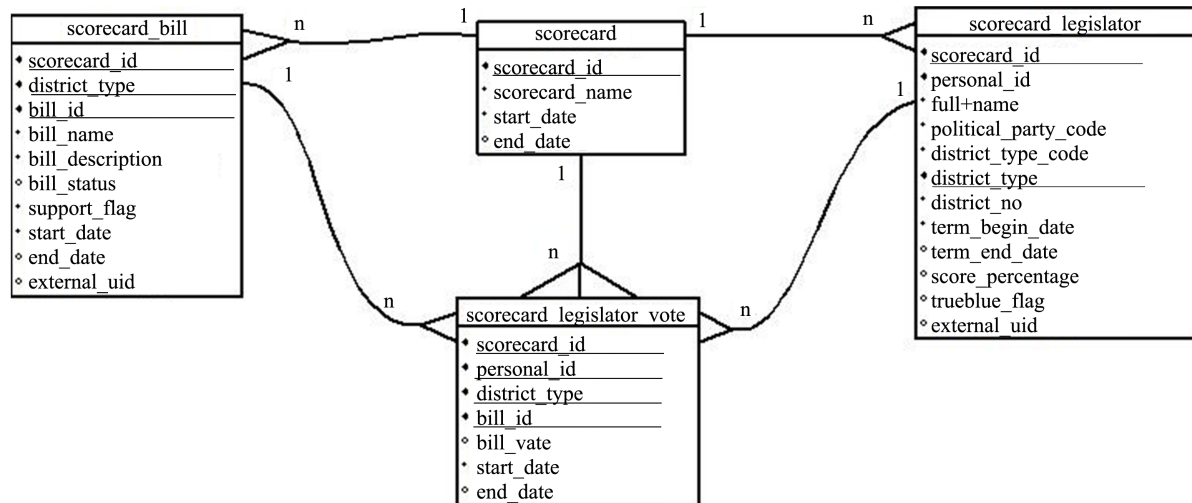 scorecard_bill
scorecard_id
district_type
bill_id
bill_name
bill_description
bill_status
support_flag
start_date
end_date
external_uid
n
1
1
scorecard
scorecard_id
scorecard_name
start_date
end_date
1
n
1
scorecard_legislator
scorecard_id
personal_id
full+name
political_party_code
district_type_code
district_type
district_no
term_begin_date
term_end_date
score_percentage
trueblue_flag
external_uid
1
n
n
n
scorecard_legislator_vote
scorecard_id
personal_id
district_type
bill_id
bill_vate
start_date
end_date